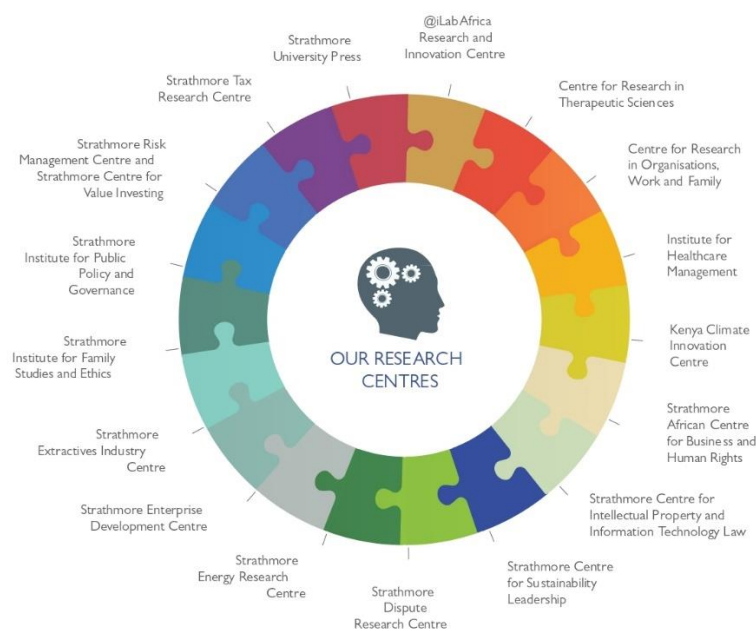 @iLabAfrica
Research and
Innovation Centre
Centre for Research in
Therapeutic Sciences
Centre for Research
in Organisations,
Work and Family
Institute for
Healthcare
Management
Kenya Climate
Innovation
Centre
Strathmore
African Centre
for Business and
Human Rights
Strathmore Centre for
Intellectual Property and
Information Technology Law
Strathmore Centre
for Sustainability
Leadership
Strathmore
Dispute
Research Centre
Strathmore
Energy Research
Centre
Strathmore Enterprise
Development Centre
Strathmore
Extractives Industry
Centre
Strathmore
Institute for Family
Studies and Ethics
Strathmore
Institute for Public
Policy and
Governance
Strathmore Risk
Management Centre and
Strathmore Centre for
Value Investing
Strathmore Tax
Research Centre
Strathmore
University Press
OUR RESEARCH
CENTRES